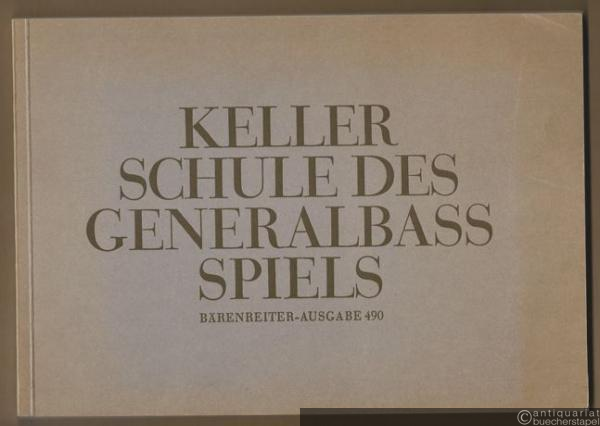 KELLER
SCHULE DES
GENERALBASS
SPIELS
BÄRENREITER-AUSGABE 490
©antiquariat
buecherstapel